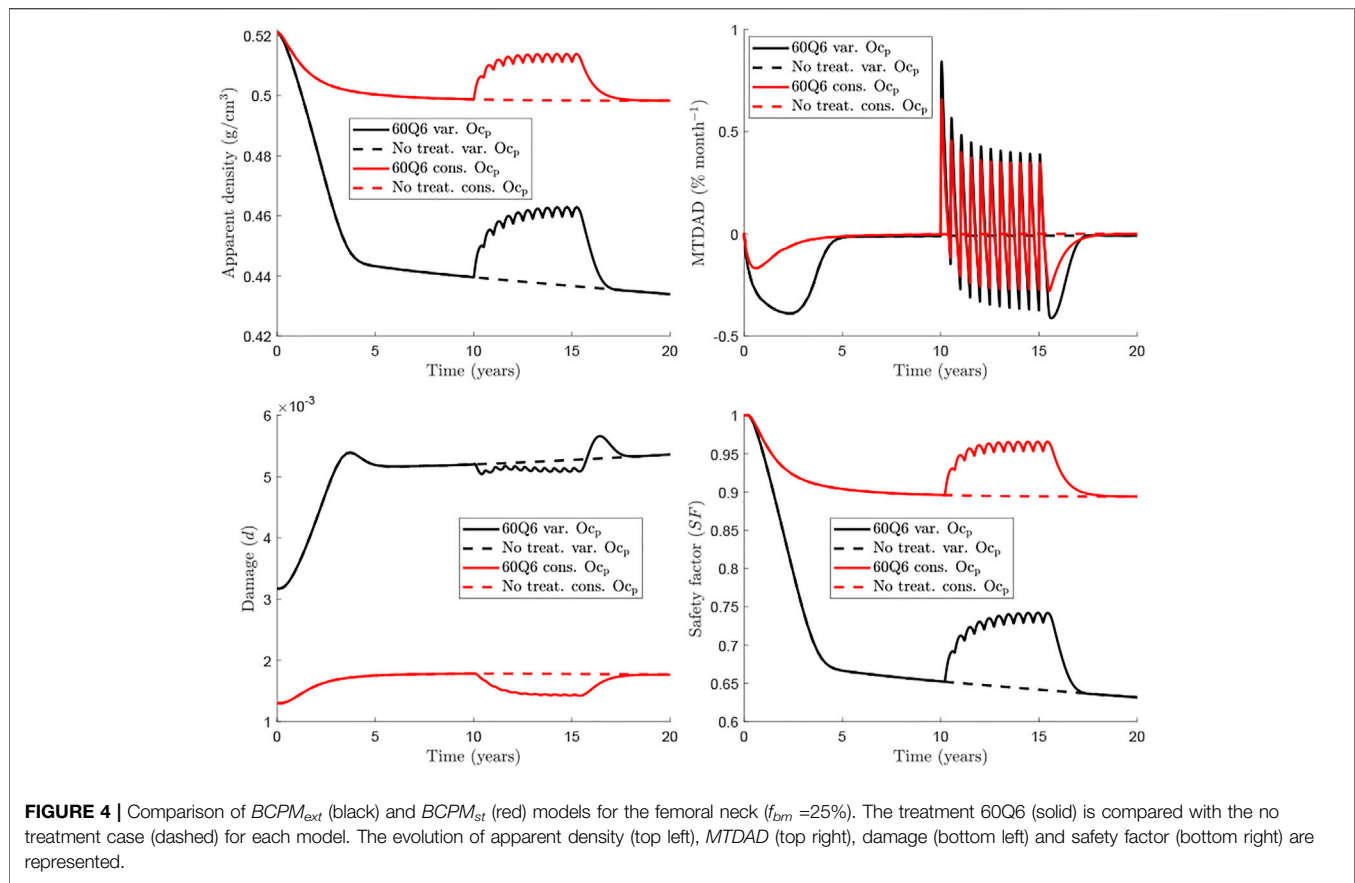 0.52
0.5
0.48
0.46
0.44
0.42
Apparent density (g/cm³)
60Q6 var. Ocₚ
No treat. var. Ocₚ
60Q6 cons. Ocₚ
No treat. cons. Ocₚ
0 5 10 15 20
Time (years)
1
0.5
0
-0.5
MTDAD (% month⁻¹)
60Q6 var. Ocₚ
No treat. var. Ocₚ
60Q6 cons. Ocₚ
No treat. cons. Ocₚ
0 5 10 15 20
Time (years)
×10⁻³
6
5
3
2
1
Damage (d)
60Q6 var. Ocₚ
No treat. var. Ocₚ
60Q6 cons. Ocₚ
No treat. cons. Ocₚ
0 5 10 15 20
Time (years)
1
0.95
0.9
0.85
0.8
0.75
0.7
0.65
0.6
Safety factor (SF)
60Q6 var. Ocₚ
No treat. var. Ocₚ
60Q6 cons. Ocₚ
No treat. cons. Ocₚ
0 5 10 15 20
Time (years)
FIGURE 4 | Comparison of BCPMext (black) and BCPMst (red) models for the femoral neck (fbm =25%). The treatment 60Q6 (solid) is compared with the no
treatment case (dashed) for each model. The evolution of apparent density (top left), MTDAD (top right), damage (bottom left) and safety factor (bottom right) are
represented.